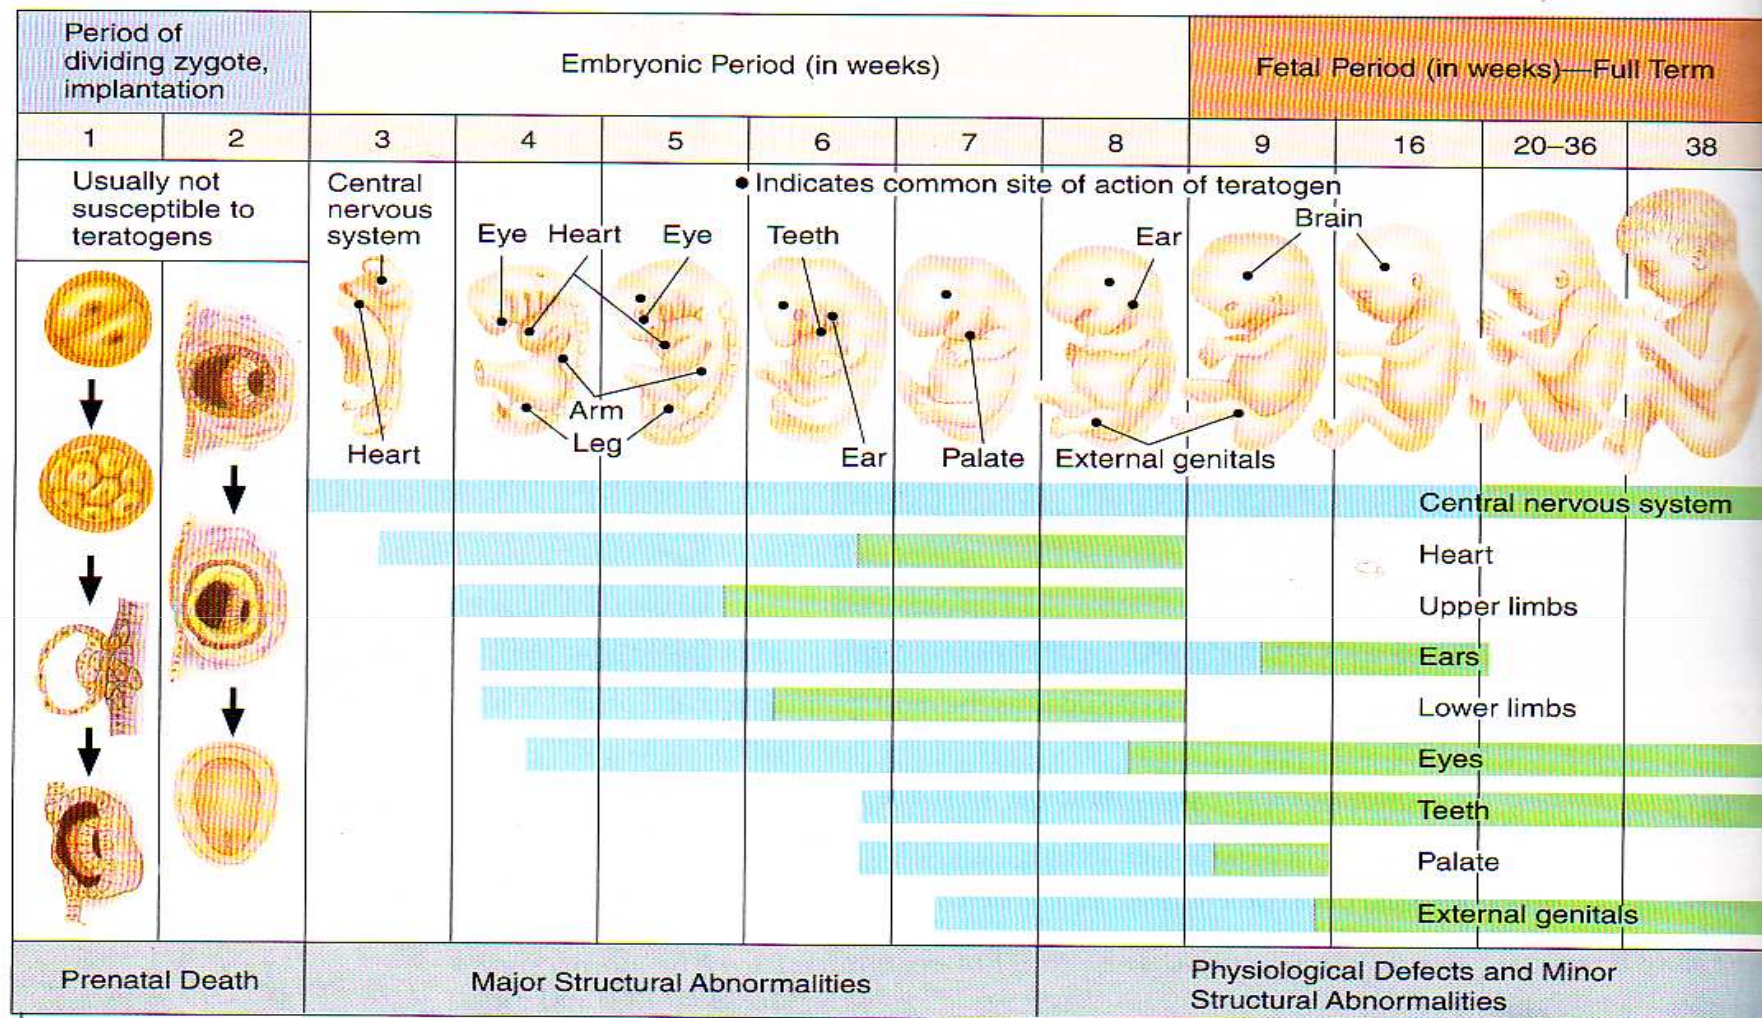 Period of
dividing zygote,
implantation
Embryonic Period (in weeks)
Fetal Period (in weeks)—Full Term
1 2 3 4 5 6 7 8 9 16 20–36 38
Usually not
susceptible to
teratogens
Central
nervous
system
• Indicates common site of action of teratogen
Eye Heart Eye Teeth Ear Brain
Arm
Leg
Heart
Ear Palate External genitals
Central nervous system
Heart
Upper limbs
Ears
Lower limbs
Eyes
Teeth
Palate
External genitals
Prenatal Death
Major Structural Abnormalities
Physiological Defects and Minor
Structural Abnormalities